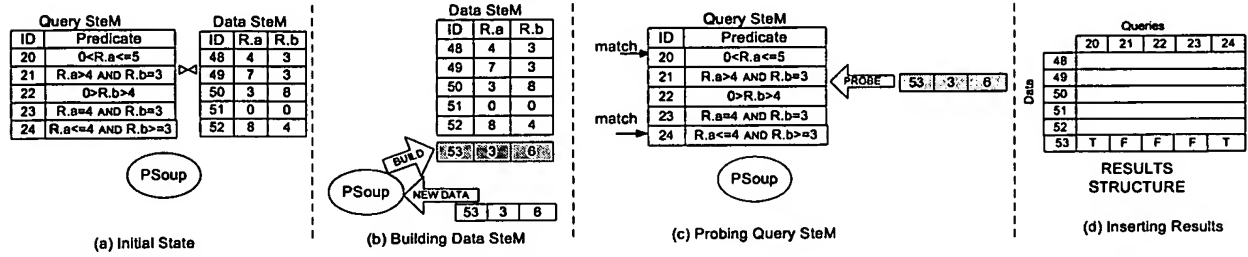 Query SteM
ID Predicate
20 0<R.a<=5
21 R.a>4 AND R.b=3
22 0>R.b>4
23 R.a=4 AND R.b=3
24 R.a<=4 AND R.b>=3
Data SteM
ID R.a R.b
48 4 3
49 7 3
50 3 8
51 0 0
52 8 4
PSoup
(a) Initial State
Data SteM
ID R.a R.b
48 4 3
49 7 3
50 3 8
51 0 0
52 8 4
53 3 6
BUILD
PSoup
NEW DATA
53 3 6
(b) Building Data SteM
Query SteM
ID Predicate
match
20 0<R.a<=5
21 R.a>4 AND R.b=3
22 0>R.b>4
23 R.a=4 AND R.b=3
match
24 R.a<=4 AND R.b>=3
PROBE
53 3 6
PSoup
(c) Probing Query SteM
Queries
20 21 22 23 24
Data
48
49
50
51
52
53 T F F F T
RESULTS
STRUCTURE
(d) Inserting Results